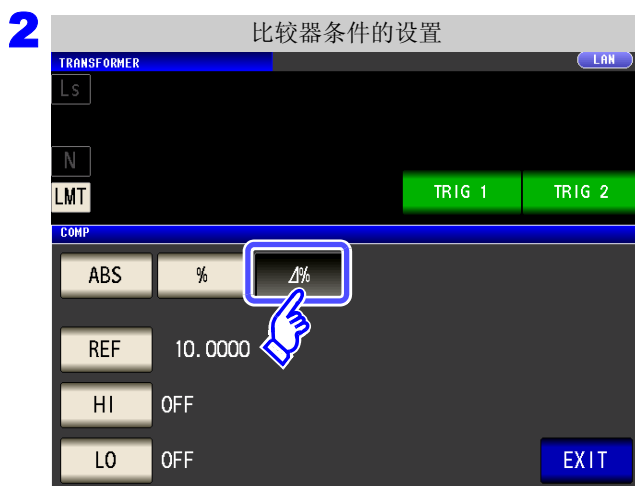 2
比较器条件的设置
TRANSFORMER
LAN
Ls
N
LMT
TRIG 1
TRIG 2
COMP
ABS
%
Δ%
REF
10.0000
HI
OFF
LO
OFF
EXIT